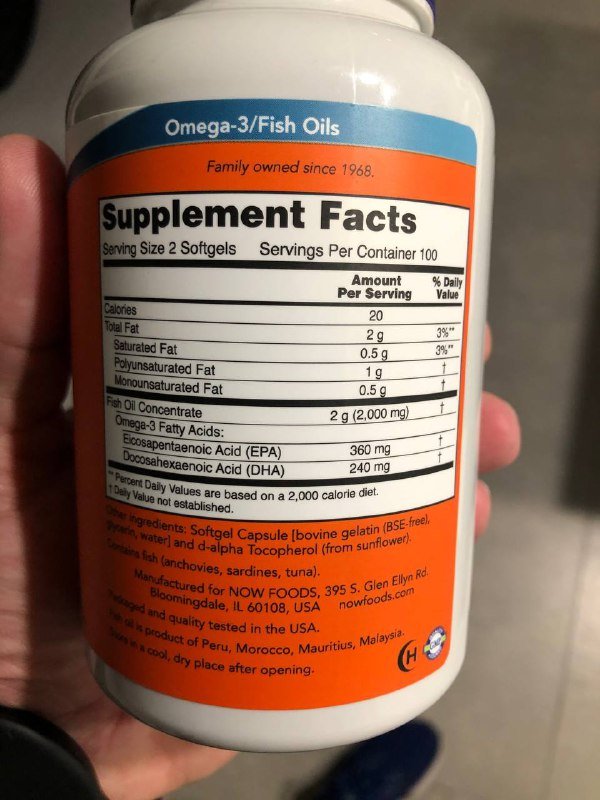 Omega-3/Fish Oils
Family owned since 1968.
Supplement Facts
Serving Size 2 Softgels Servings Per Container 100
Amount Per Serving % Daily Value
Calories 20
Total Fat 2 g 3%**
Saturated Fat 0.5 g 3%**
Polyunsaturated Fat 1 g †
Monounsaturated Fat 0.5 g †
Fish Oil Concentrate 2 g (2,000 mg) †
Omega-3 Fatty Acids:
Eicosapentaenoic Acid (EPA) 360 mg †
Docosahexaenoic Acid (DHA) 240 mg †
** Percent Daily Values are based on a 2,000 calorie diet.
† Daily Value not established.
Other ingredients: Softgel Capsule [bovine gelatin (BSE-free),
glycerin, water] and d-alpha Tocopherol (from sunflower).
Contains fish (anchovies, sardines, tuna).
Manufactured for NOW FOODS, 395 S. Glen Ellyn Rd.
Bloomingdale, IL 60108, USA nowfoods.com
Packaged and quality tested in the USA.
Fish oil is product of Peru, Morocco, Mauritius, Malaysia.
Store in a cool, dry place after opening.
H